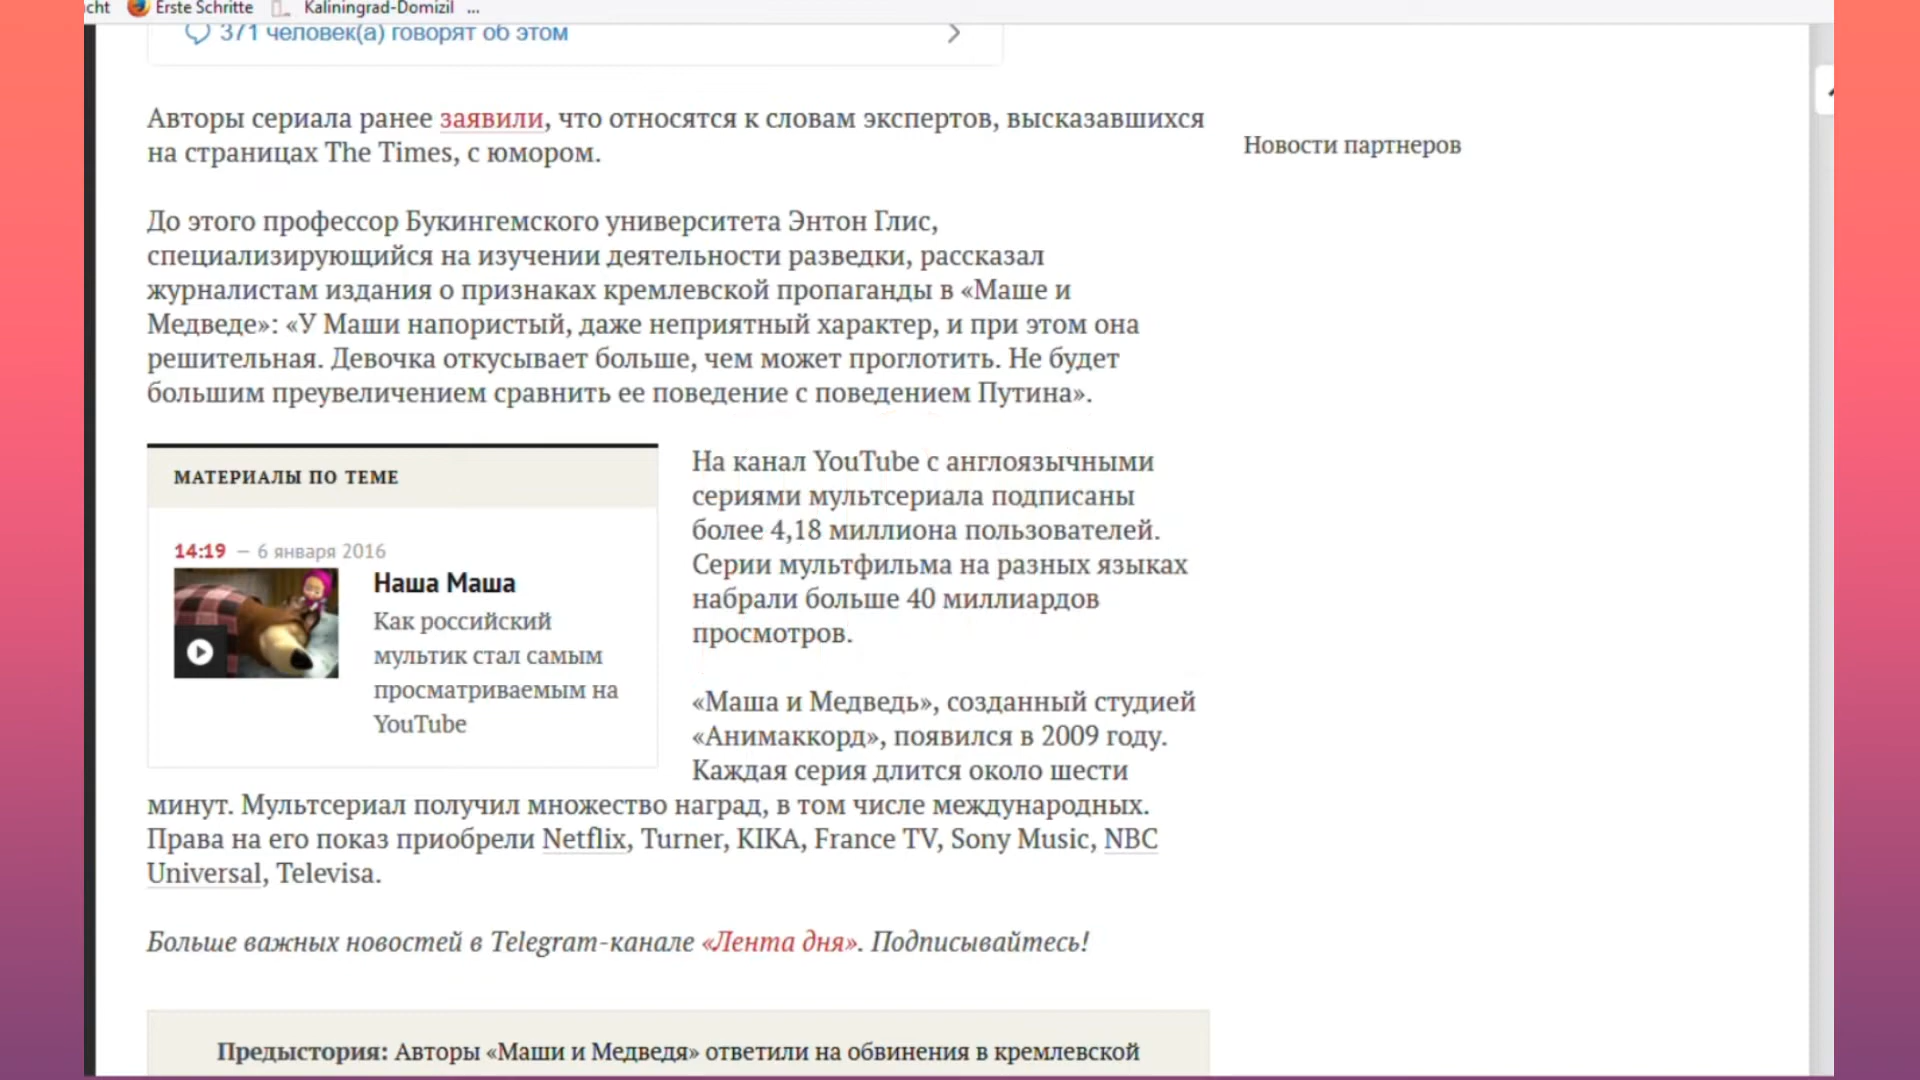 Erste Schritte
Kaliningrad-Domizil
...
371 человек(а) говорят об этом
Авторы сериала ранее заявили, что относятся к словам экспертов, высказавшихся
на страницах The Times, с юмором.
Новости партнеров
До этого профессор Букингемского университета Энтон Глис,
специализирующийся на изучении деятельности разведки, рассказал
журналистам издания о признаках кремлевской пропаганды в «Маше и
Медведе»: «У Маши напористый, даже неприятный характер, и при этом она
решительная. Девочка откусывает больше, чем может проглотить. Не будет
большим преувеличением сравнить ее поведение с поведением Путина».
МАТЕРИАЛЫ ПО ТЕМЕ
14:19 — 6 января 2016
Наша Маша
Как российский
мультик стал самым
просматриваемым на
YouTube
На канал YouTube с англоязычными
сериями мультсериала подписаны
более 4,18 миллиона пользователей.
Серии мультфильма на разных языках
набрали больше 40 миллиардов
просмотров.
«Маша и Медведь», созданный студией
«Анимаккорд», появился в 2009 году.
Каждая серия длится около шести
минут. Мультсериал получил множество наград, в том числе международных.
Права на его показ приобрели Netflix, Turner, KIKA, France TV, Sony Music, NBC
Universal, Televisa.
Больше важных новостей в Telegram-канале «Лента дня». Подписывайтесь!
Предыстория: Авторы «Маши и Медведя» ответили на обвинения в кремлевской